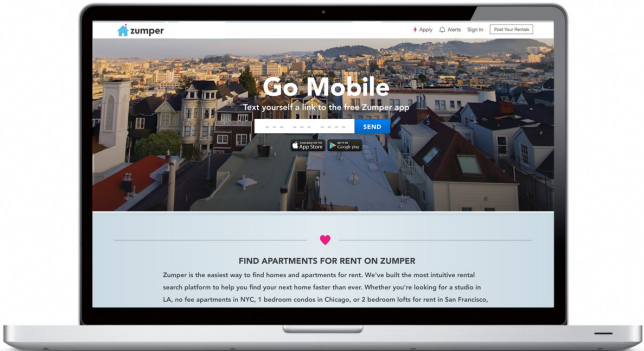 zumper
Apply Alerts Sign In Post Your Rentals
Go Mobile
Text yourself a link to the free Zumper app
SEND
App Store Google play
FIND APARTMENTS FOR RENT ON ZUMPER
Zumper is the easiest way to find homes and apartments for rent. We've built the most intuitive rental
search platform to help you find your next home faster than ever. Whether you're looking for a studio in
LA, no fee apartments in NYC, 1 bedroom condos in Chicago, or 2 bedroom lofts for rent in San Francisco,